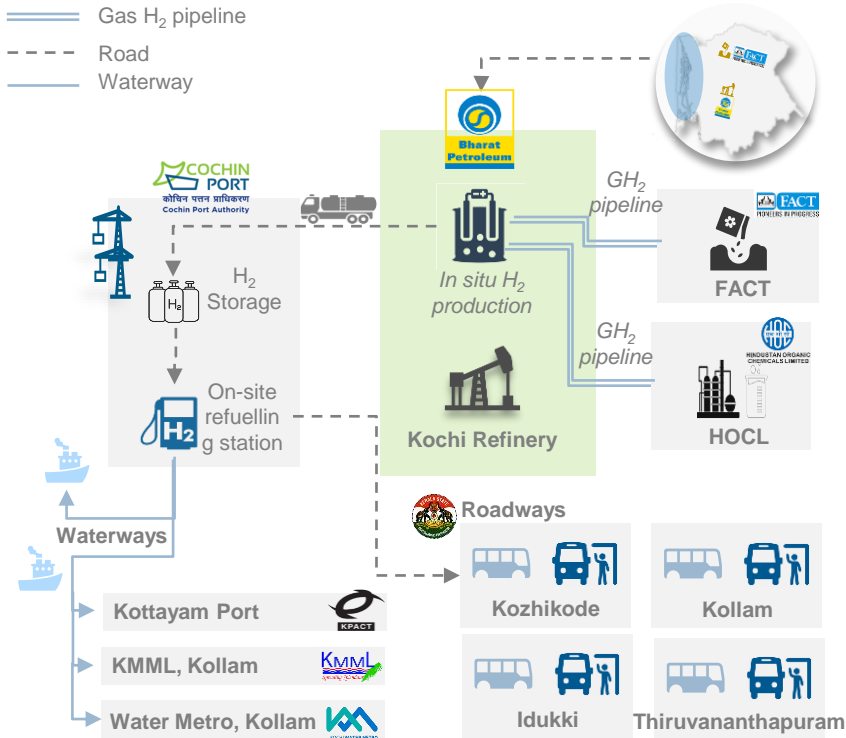 Gas H₂ pipeline
Road
Waterway
FACT
Bharat
Petroleum
COCHIN
PORT
कोचिन पत्तन प्राधिकरण
Cochin Port Authority
GH₂
pipeline
FACT
PIONEERS IN PROGRESS
FACT
In situ H₂
production
H₂
Storage
H₂
GH₂
pipeline
HINDUSTAN ORGANIC
CHEMICALS LIMITED
HOCL
Kochi Refinery
On-site
refuellin
g station
H2
Waterways
Roadways
Kozhikode
Kollam
Idukki
Thiruvananthapuram
Kottayam Port
KPACT
KMML, Kollam
KMML
Water Metro, Kollam